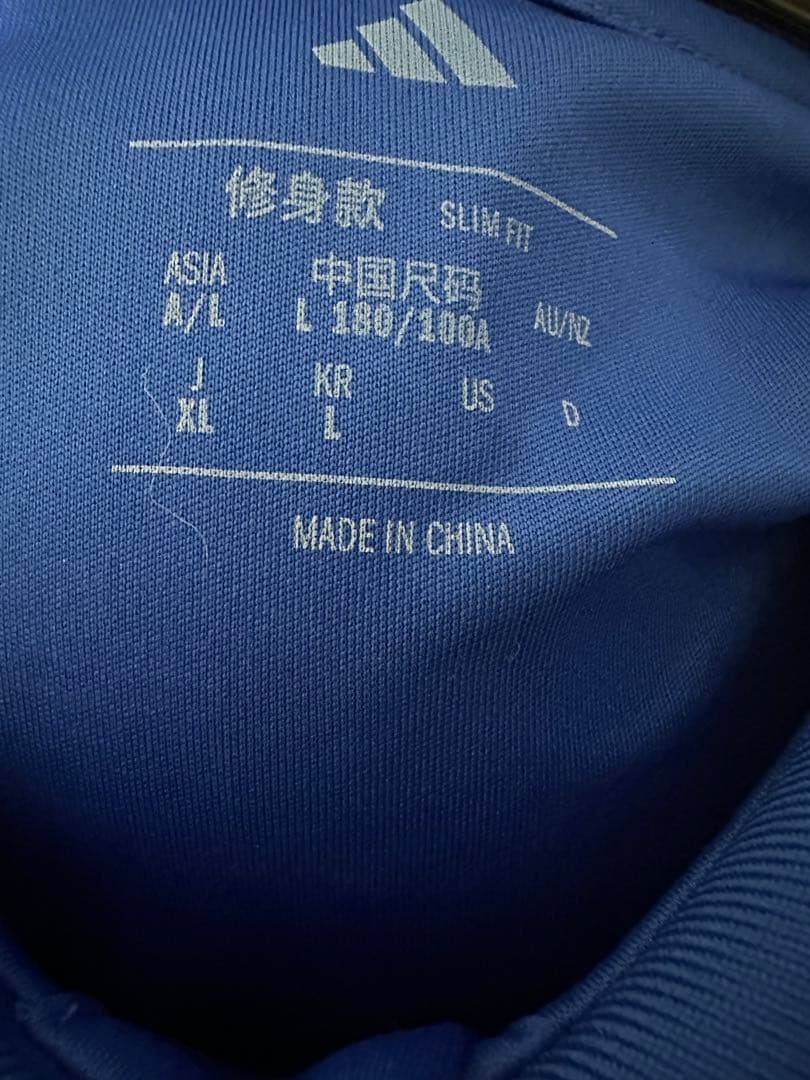 修身款 SLIM FIT
ASIA 中国尺码
A/L L 180/100A AU/NZ
J KR US D
XL L
MADE IN CHINA